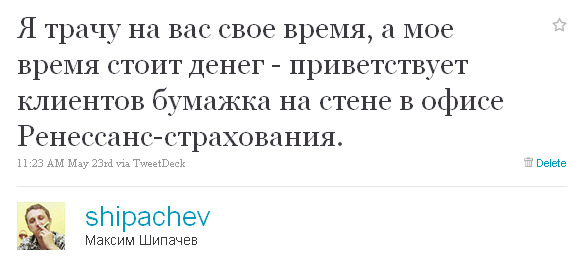 Я трачу на вас свое время, а мое
время стоит денег - приветствует
клиентов бумажка на стене в офисе
Ренессанс-страхования.
11:23 AM May 23rd via TweetDeck
Delete
shipachev
Максим Шипачев